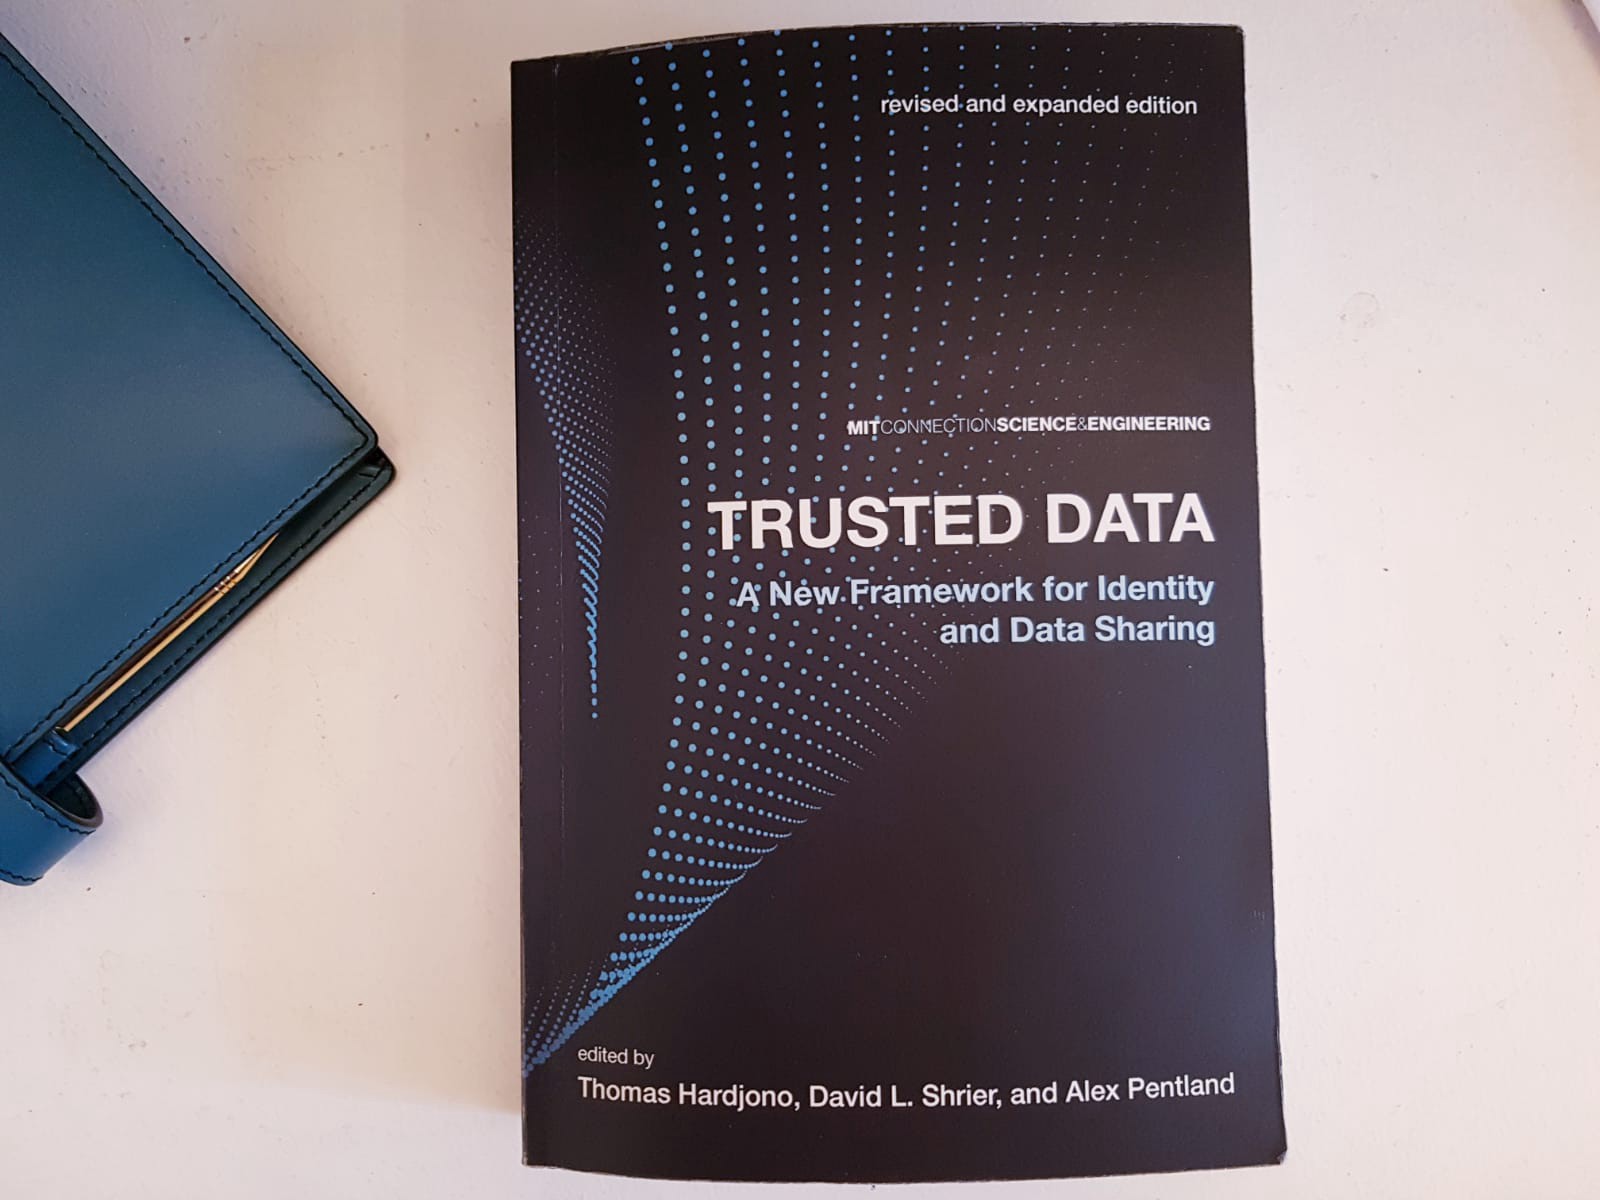 revised and expanded edition
MITCONNECTIONSCIENCE&ENGINEERING
TRUSTED DATA
A New Framework for Identity
and Data Sharing
edited by
Thomas Hardjono, David L. Shrier, and Alex Pentland